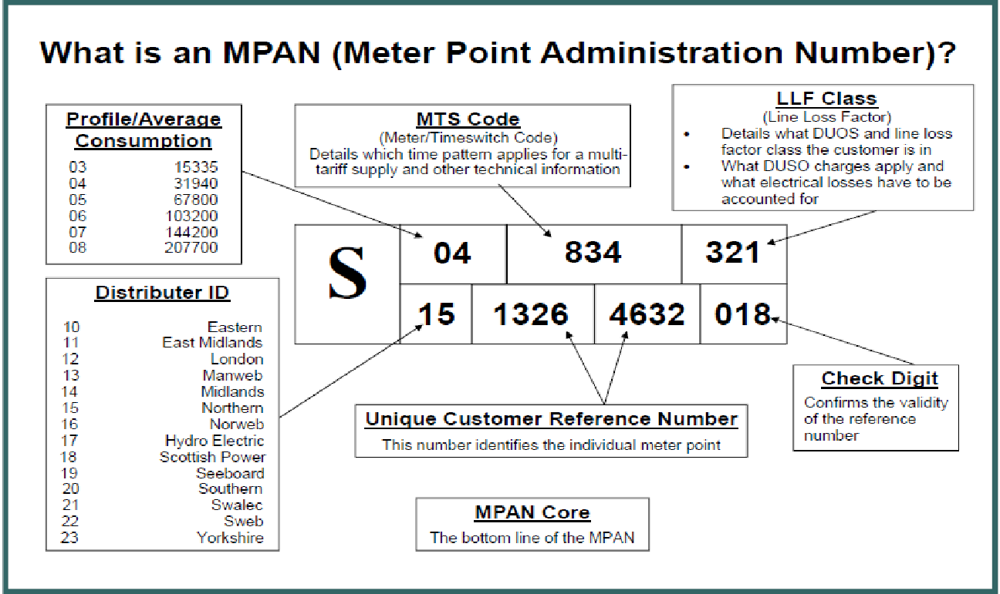 What is an MPAN (Meter Point Administration Number)?
Profile/Average
Consumption
03 15335
04 31940
05 67800
06 103200
07 144200
08 207700
MTS Code
(Meter/Timeswitch Code)
Details which time pattern applies for a multi-
tariff supply and other technical information
LLF Class
(Line Loss Factor)
• Details what DUOS and line loss
factor class the customer is in
• What DUSO charges apply and
what electrical losses have to be
accounted for
S
04 834 321
15 1326 4632 018
Distributer ID
10 Eastern
11 East Midlands
12 London
13 Manweb
14 Midlands
15 Northern
16 Norweb
17 Hydro Electric
18 Scottish Power
19 Seeboard
20 Southern
21 Swalec
22 Sweb
23 Yorkshire
Unique Customer Reference Number
This number identifies the individual meter point
Check Digit
Confirms the validity
of the reference
number
MPAN Core
The bottom line of the MPAN